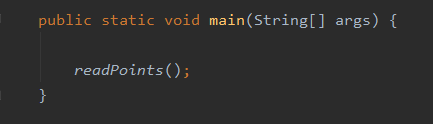 public static void main(String[] args) {
readPoints();
}